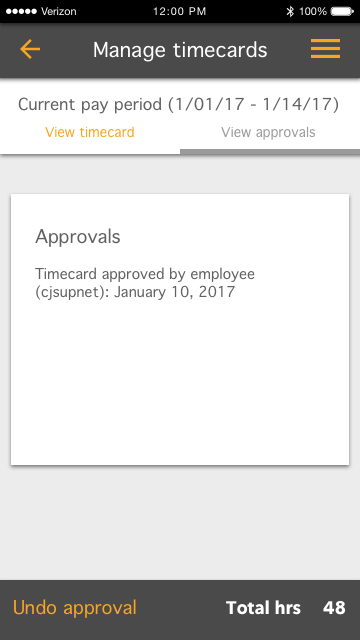 Verizon 12:00 PM 100%
Manage timecards
Current pay period (1/01/17 - 1/14/17)
View timecard View approvals
Approvals
Timecard approved by employee
(cjsupnet): January 10, 2017
Undo approval Total hrs 48